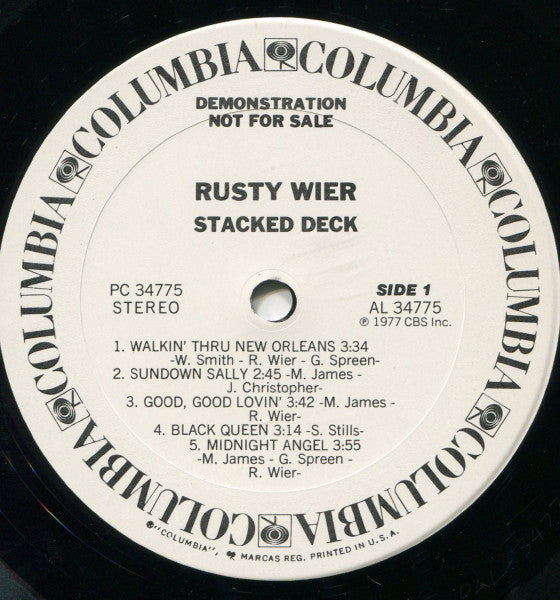 COLUMBIA COLUMBIA COLUMBIA COLUMBIA COLUMBIA COLUMBIA
DEMONSTRATION
NOT FOR SALE
RUSTY WIER
STACKED DECK
PC 34775
STEREO
SIDE 1
AL 34775
℗ 1977 CBS Inc.
1. WALKIN' THRU NEW ORLEANS 3:34
-W. Smith - R. Wier - G. Spreen-
2. SUNDOWN SALLY 2:45 -M. James -
J. Christopher-
3. GOOD, GOOD LOVIN' 3:42 -M. James -
R. Wier-
4. BLACK QUEEN 3:14 -S. Stills-
5. MIDNIGHT ANGEL 3:55
-M. James - G. Spreen -
R. Wier-
® "COLUMBIA", MARCAS REG. PRINTED IN U.S.A.